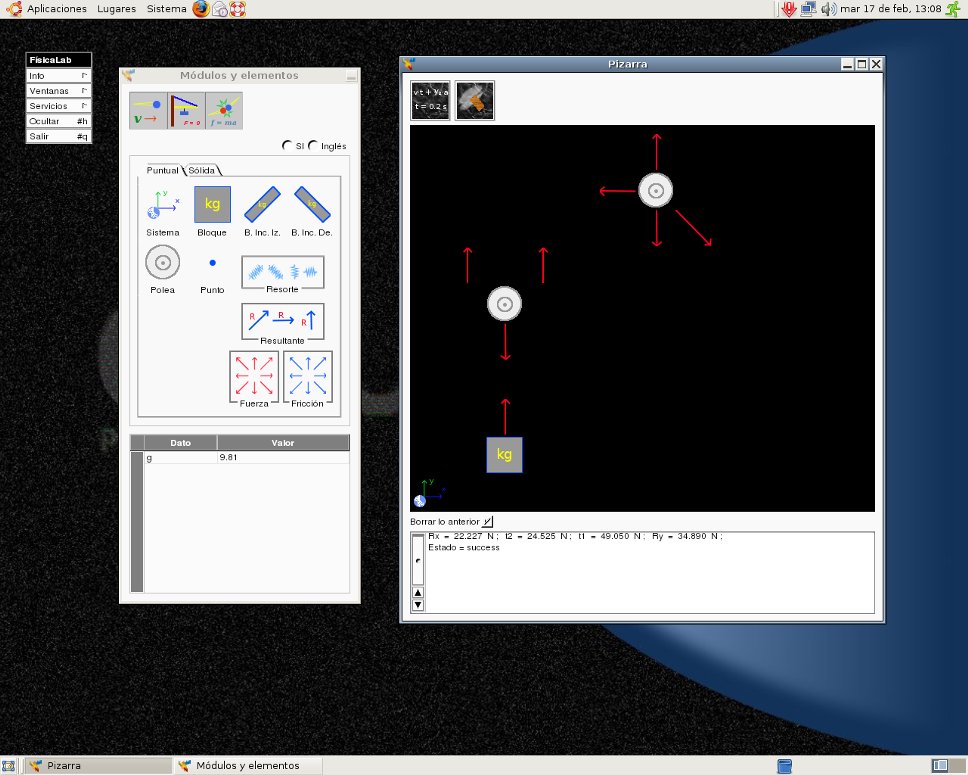 Aplicaciones Lugares Sistema
mar 17 de feb, 13:08
FísicaLab
Info
Ventanas
Servicios
Ocultar #h
Salir #q
Módulos y elementos
v F = 0 f = ma
SI Inglés
Puntual Sólida
y
x
kg
kg
kg
Sistema Bloque B. Inc. Iz. B. Inc. De.
Polea Punto Resorte
R R R
Resultante
Fuerza Fricción
Dato Valor
g 9.81
Pizarra
vt + ½ a
t = 0.2 s
kg
y
Borrar lo anterior
Rx = 22.227 N ; t2 = 24.525 N ; t1 = 49.050 N ; Ry = 34.890 N ;
Estado = success
Pizarra Módulos y elementos